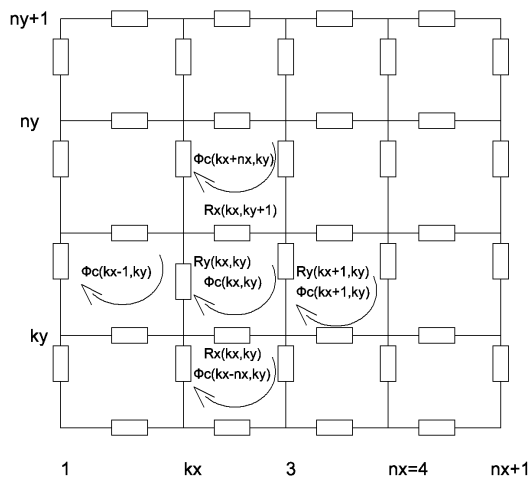 ny+1
ny
Φc(kx+nx,ky)
Rx(kx,ky+1)
Ry(kx,ky)
Ry(kx+1,ky)
Φc(kx-1,ky)
Φc(kx,ky)
Φc(kx+1,ky)
ky
Rx(kx,ky)
Φc(kx-nx,ky)
1 kx 3 nx=4 nx+1